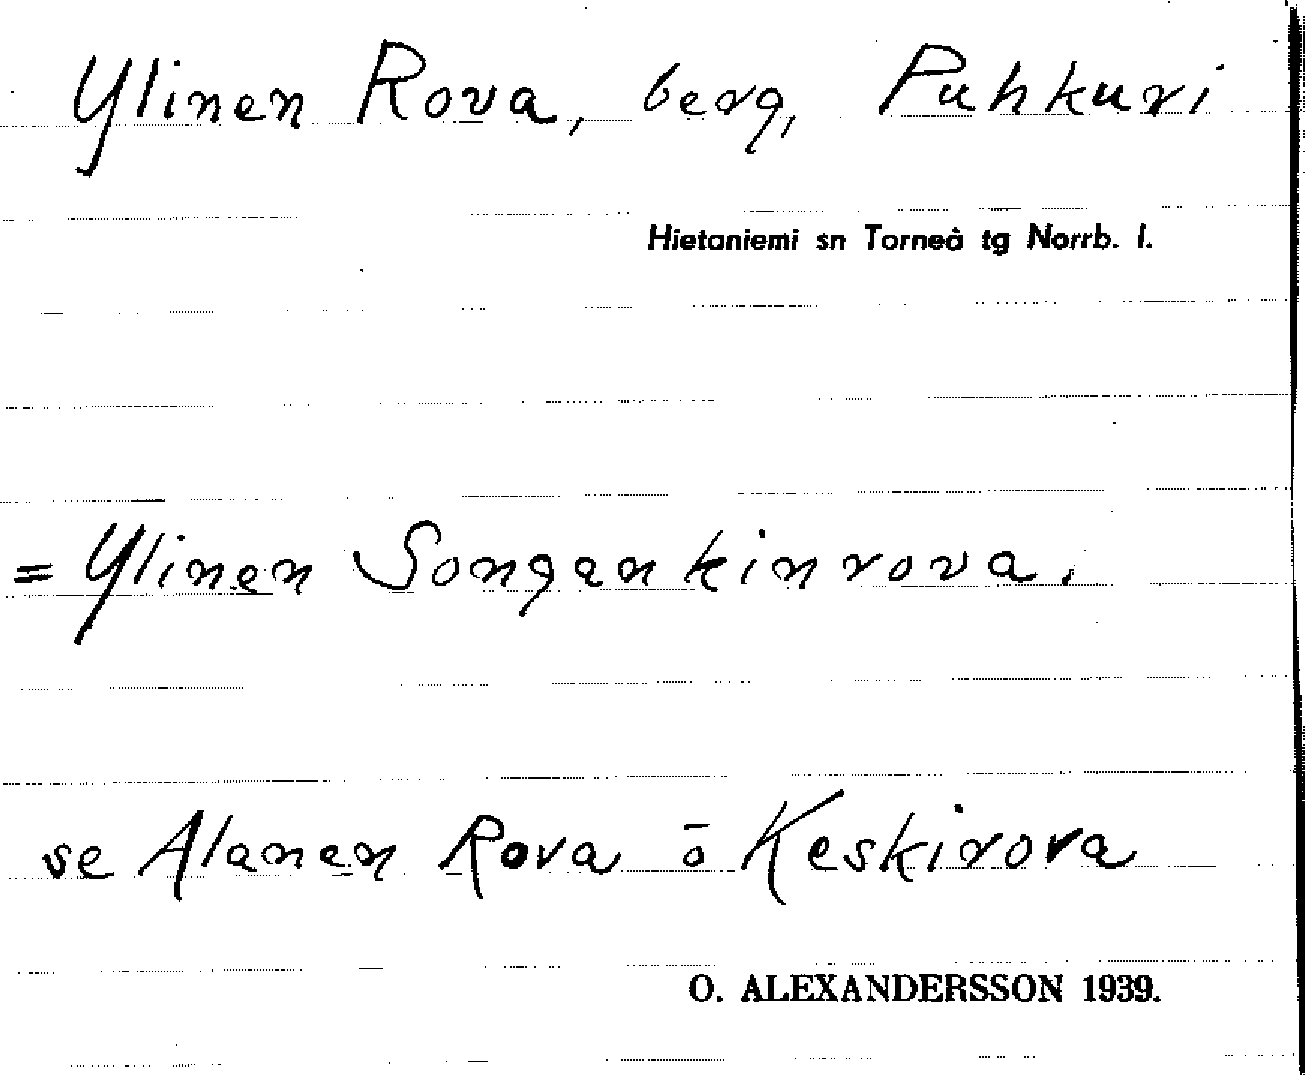 Ylinen Rova, berg, Puhkuri
Hietaniemi sn Torneå tg Norrb. l.
= Ylinen Songankinrova.
se Alanen Rova o Keskirova
O. ALEXANDERSSON 1939.